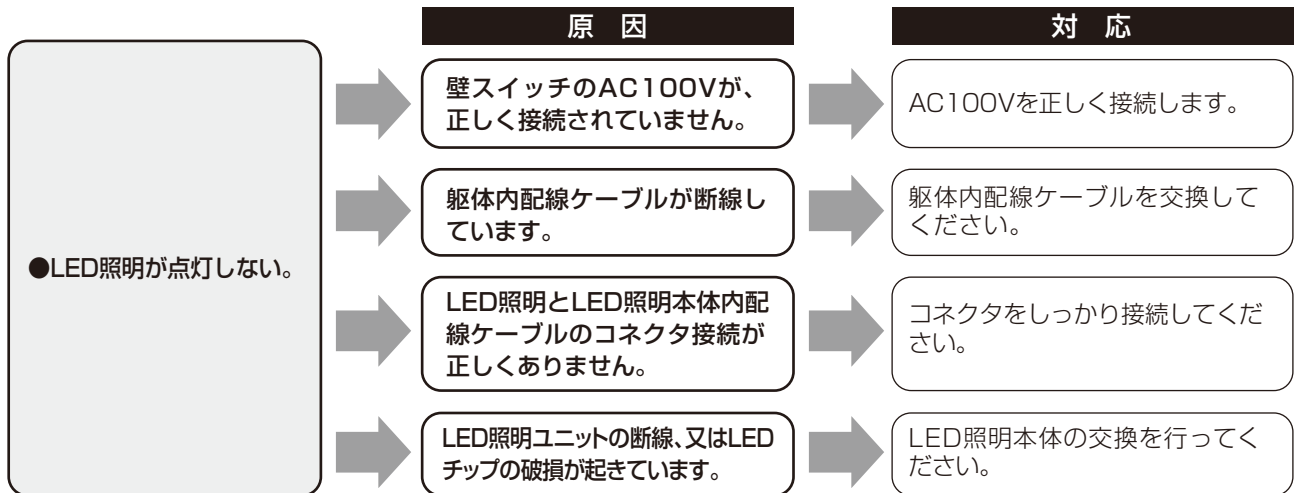 原　因
対　応
●LED照明が点灯しない。
壁スイッチのAC100Vが、
正しく接続されていません。
AC100Vを正しく接続します。
躯体内配線ケーブルが断線し
ています。
躯体内配線ケーブルを交換して
ください。
LED照明とLED照明本体内配
線ケーブルのコネクタ接続が
正しくありません。
コネクタをしっかり接続してくだ
さい。
LED照明ユニットの断線、又はLED
チップの破損が起きています。
LED照明本体の交換を行ってく
ださい。